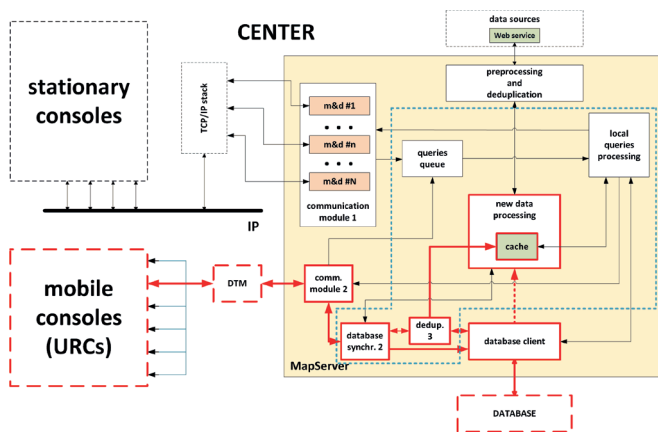 CENTER
data sources
Web service
stationary
consoles
TCP/IP stack
m&d #1
• • •
m&d #n
• • •
m&d #N
communication
module 1
preprocessing
and
deduplication
queries
queue
local
queries
processing
new data
processing
cache
IP
mobile
consoles
(URCs)
DTM
comm.
module 2
database
synchr. 2
dedup.
3
database client
MapServer
DATABASE